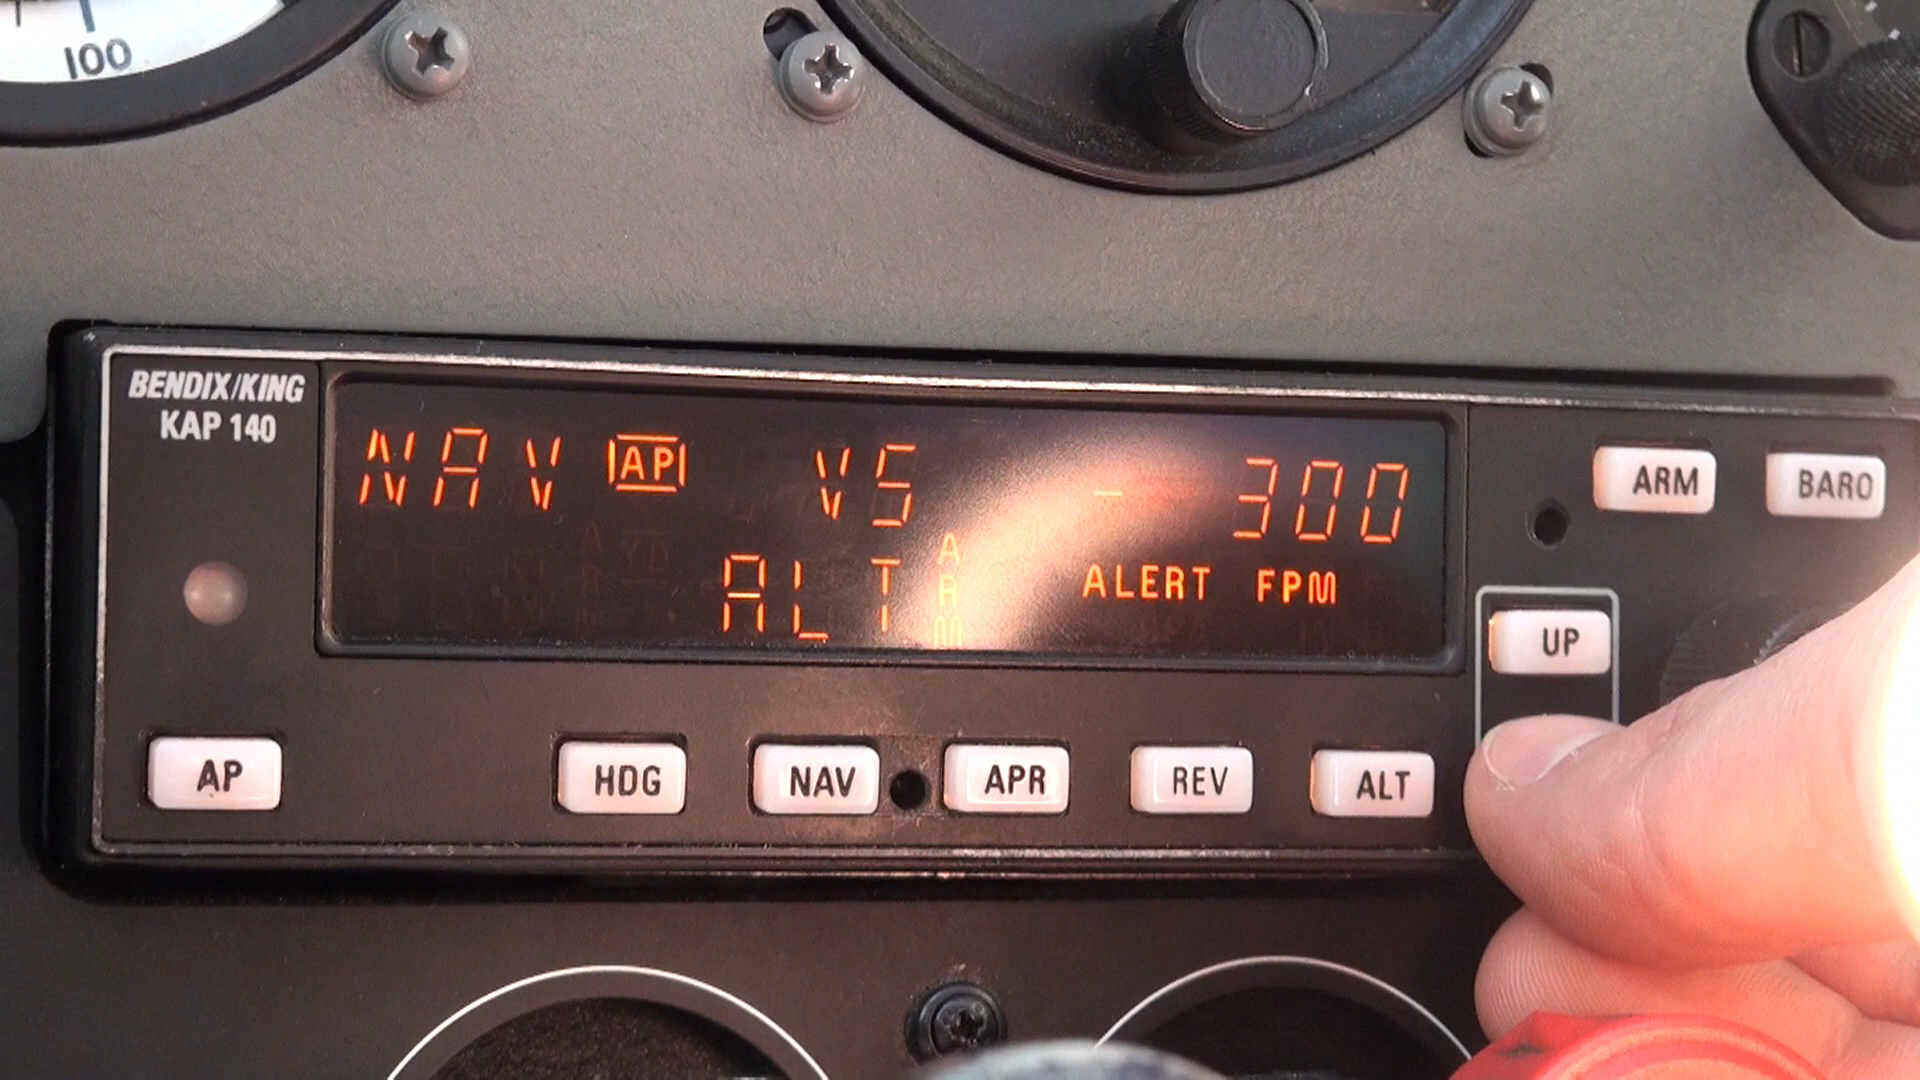 100
BENDIX/KING
KAP 140
NAV AP VS - 300
ALT ARM ALERT FPM
ARM BARO
UP
AP HDG NAV APR REV ALT